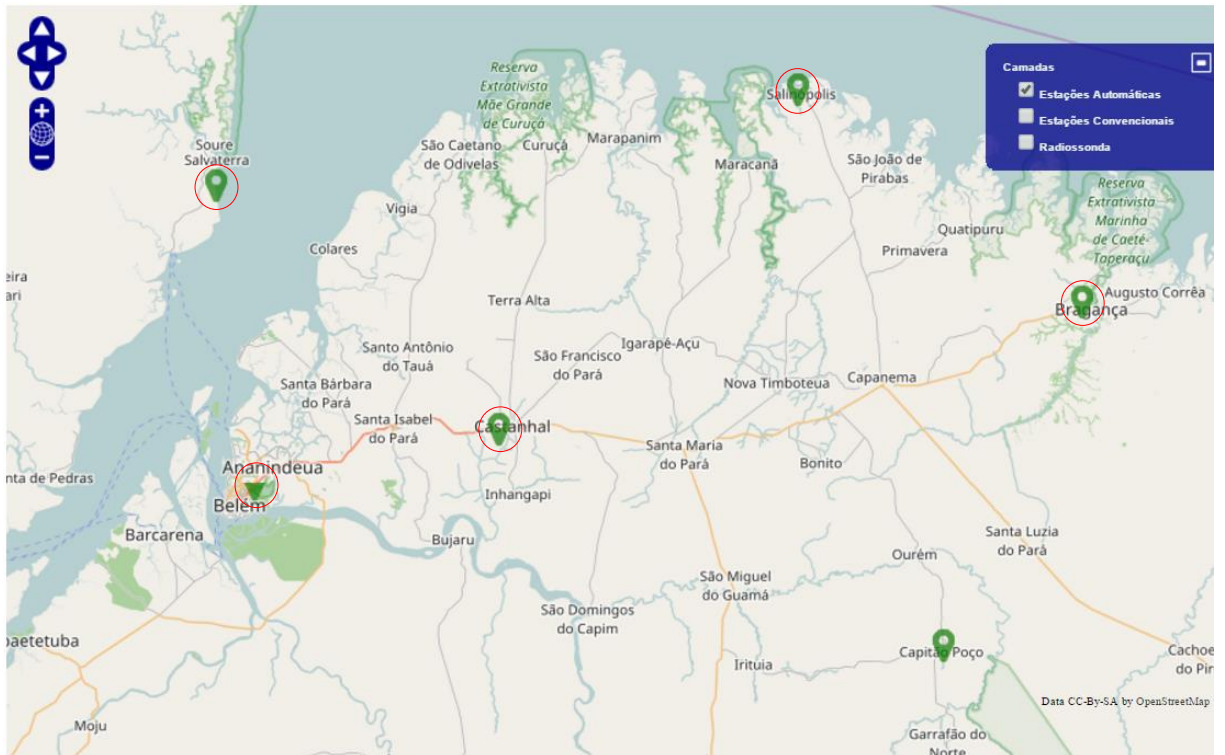 Camadas
Estações Automáticas
Estações Convencionais
Radiossonda
Reserva
Extrativista
Mãe Grande
de Curuçá
Salinópolis
Marapanim
São Caetano
de Odivelas
Curuçá
Soure
Salvaterra
Maracanã
São João de
Pirabas
Reserva
Extrativista
Marinha
de Caeté-
Taperaçu
Vigia
Quatipuru
Colares
Primavera
Augusto Corrêa
Bragança
Terra Alta
Santo Antônio
do Tauá
Igarapé-Açu
São Francisco
do Pará
Santa Bárbara
do Pará
Nova Timboteua
Capanema
Santa Isabel
do Pará
Castanhal
Santa Maria
do Pará
Bonito
Ananindeua
Belém
Inhangapi
Barcarena
Bujaru
Santa Luzia
do Pará
Ourém
São Miguel
do Guamá
São Domingos
do Capim
Capitão Poço
Irituia
Data CC-By-SA by OpenStreetMap
Moju
Garrafão do
Norte